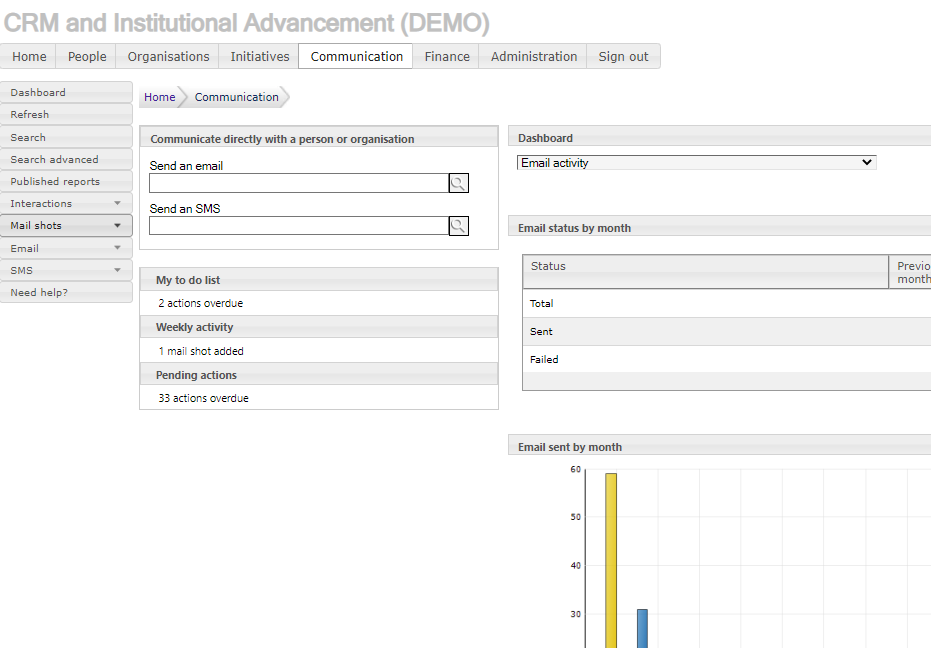 CRM and Institutional Advancement (DEMO)
Home People Organisations Initiatives Communication Finance Administration Sign out
Dashboard
Refresh
Search
Search advanced
Published reports
Interactions
Mail shots
Email
SMS
Need help?
Home Communication
Communicate directly with a person or organisation
Send an email
Send an SMS
My to do list
2 actions overdue
Weekly activity
1 mail shot added
Pending actions
33 actions overdue
Dashboard
Email activity
Email status by month
Status Previo
month
Total
Sent
Failed
Email sent by month
60
50
40
30